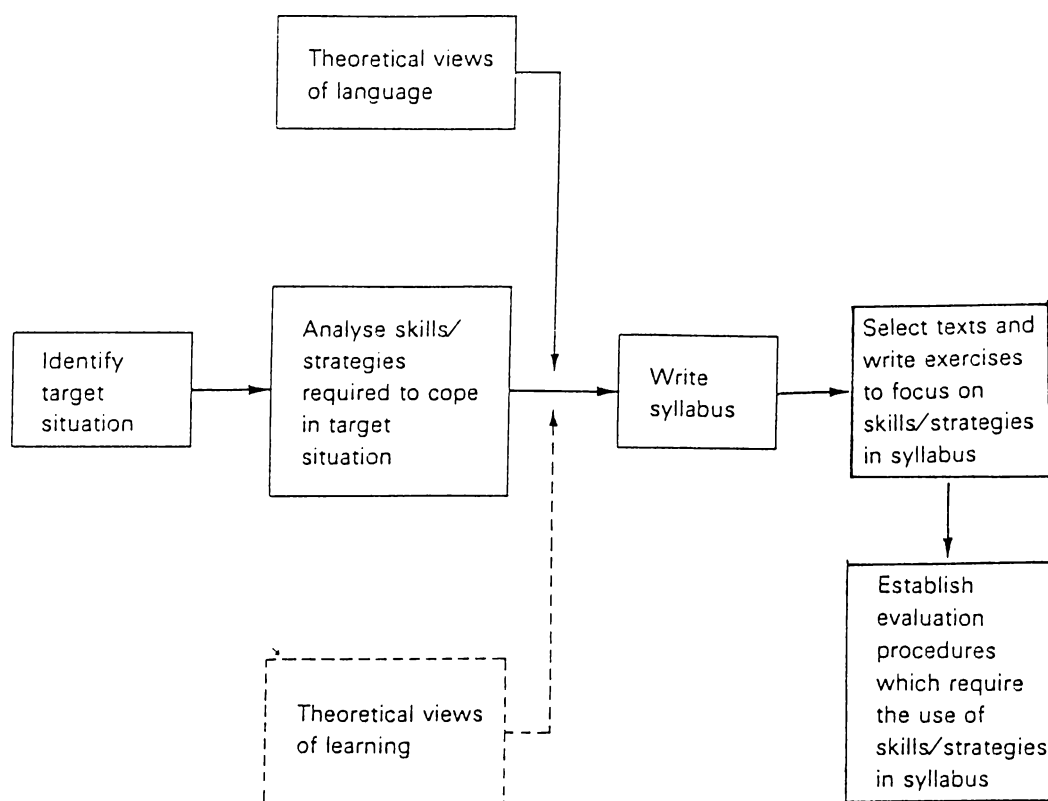 Theoretical views
of language
Identify
target
situation
Analyse skills/
strategies
required to cope
in target
situation
Write
syllabus
Select texts and
write exercises
to focus on
skills/strategies
in syllabus
Establish
evaluation
procedures
which require
the use of
skills/strategies
in syllabus
Theoretical views
of learning